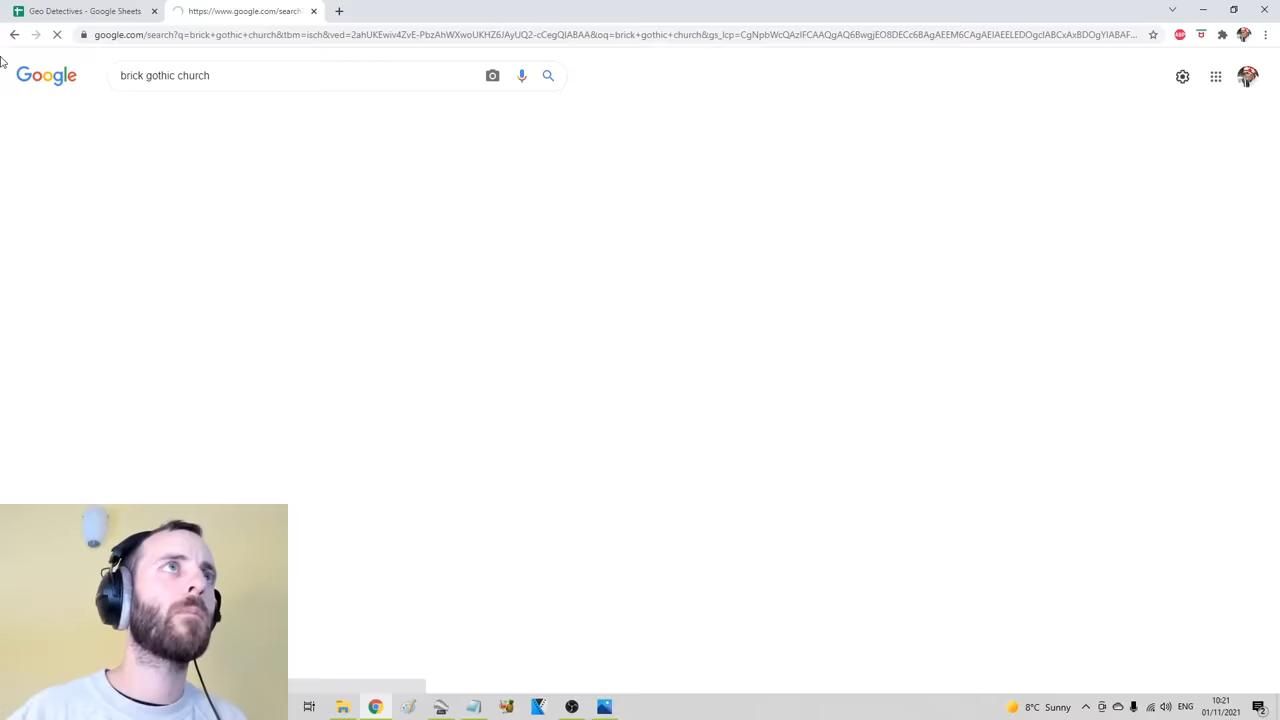 Geo Detectives - Google Sheets
https://www.google.com/search
google.com/search?q=brick+gothic+church&tbm=isch&ved=2ahUKEwiv4ZvE-PbzAhWXwoUKHZ6JAyUQ2-cCegQIABAA&oq=brick+gothic+church&gs_lcp=CgNpbWcQAzIFCAAQgAQ6BwgjEO8DECc6BAgAEEM6CAgAEIAEELEDOgcIABCxAxBDOgYIABAF...
Google
brick gothic church
ABP
8°C Sunny
ENG
10:21
01/11/2021
2